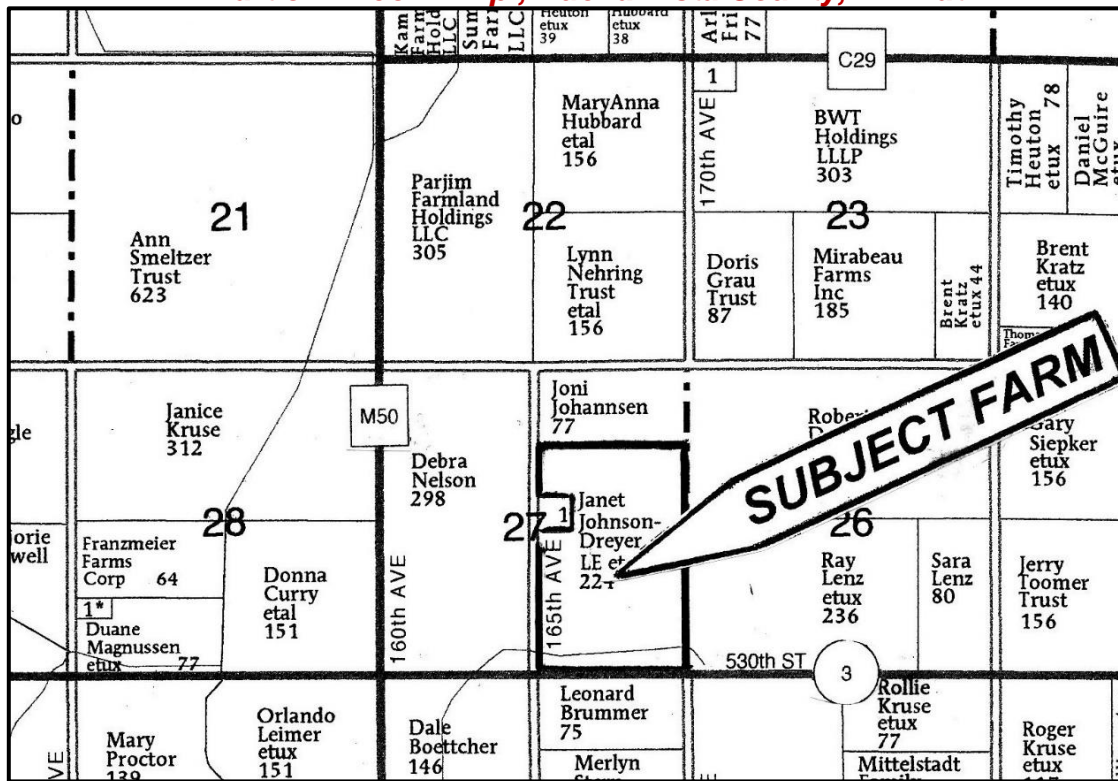 Heuton
etux
39
Hubbard
etux
38
77
C29
1
170th AVE
MaryAnna
Hubbard
etal
156
BWT
Holdings
LLLP
303
Timothy
Heuton
etux 78
Daniel
McGuire
etux
Parjim
Farmland
Holdings
LLC
305
21
22
23
Ann
Smeltzer
Trust
623
Lynn
Nehring
Trust
etal
156
Doris
Grau
Trust
87
Mirabeau
Farms
Inc
185
Brent
Kratz
etux 44
Brent
Kratz
etux
140
SUBJECT FARM
Janice
Kruse
312
M50
Joni
Johannsen
77
Debra
Nelson
298
Gary
Siepker
etux
156
28
27
26
1
Janet
Johnson-
Dreyer
LE
224
165th AVE
160th AVE
Franzmeier
Farms
Corp 64
1*
Duane
Magnussen
etux 77
Donna
Curry
etal
151
Ray
Lenz
etux
236
Sara
Lenz
80
Jerry
Toomer
Trust
156
530th ST
3
Mary
Proctor
139
Orlando
Leimer
etux
151
Dale
Boettcher
146
Leonard
Brummer
75
Merlyn
Rollie
Kruse
etux
77
Mittelstadt
Roger
Kruse
etux